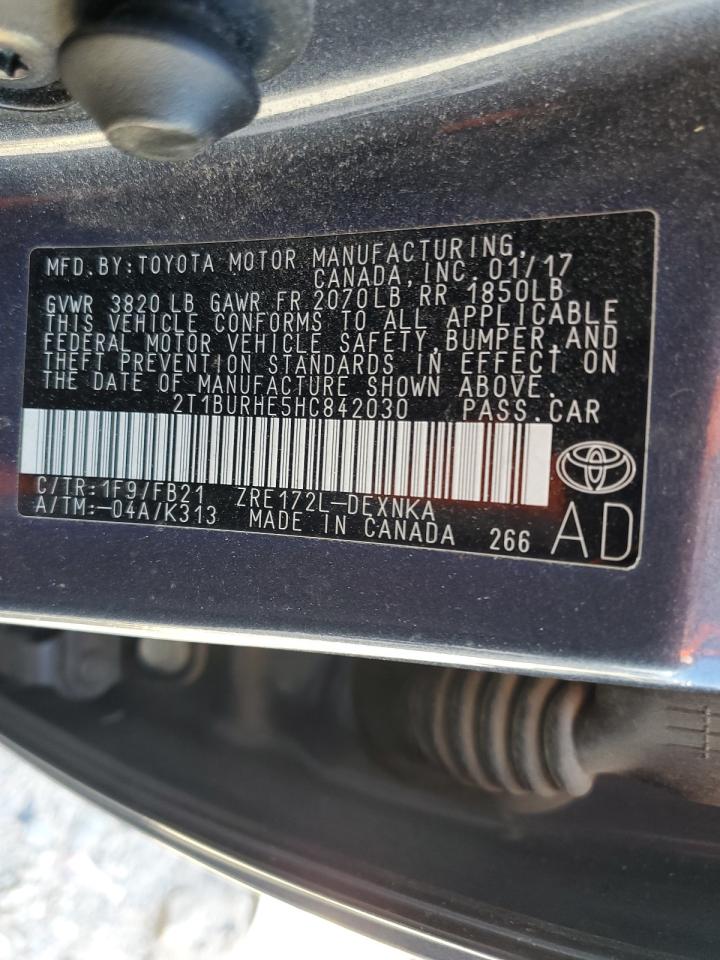 MFD.BY:TOYOTA MOTOR MANUFACTURING,
CANADA,INC.01/17
GVWR 3820 LB GAWR FR 2070LB RR 1850LB
THIS VEHICLE CONFORMS TO ALL APPLICABLE
FEDERAL MOTOR VEHICLE SAFETY,BUMPER,AND
THEFT PREVENTION STANDARDS IN EFFECT ON
THE DATE OF MANUFACTURE SHOWN ABOVE.
2T1BURHE5HC842030 PASS.CAR
C/TR:1F9/FB21 ZRE172L-DEXNKA
A/TM:-04A/K313 MADE IN CANADA 266 AD